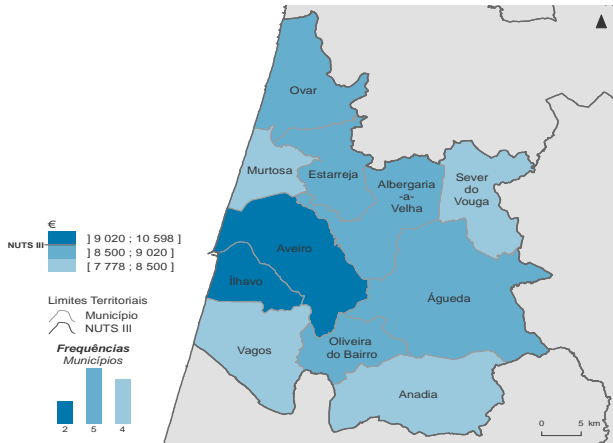 Ovar
Murtosa
Estarreja
Albergaria
-a-
Velha
Sever
do
Vouga
Aveiro
Ílhavo
Águeda
Vagos
Oliveira
do Bairro
Anadia
€
NUTS III
] 9 020 ; 10 598 ]
] 8 500 ; 9 020 ]
[ 7 778 ; 8 500 ]
Limites Territoriais
Município
NUTS III
Frequências
Municípios
2
5
4
0 5 km